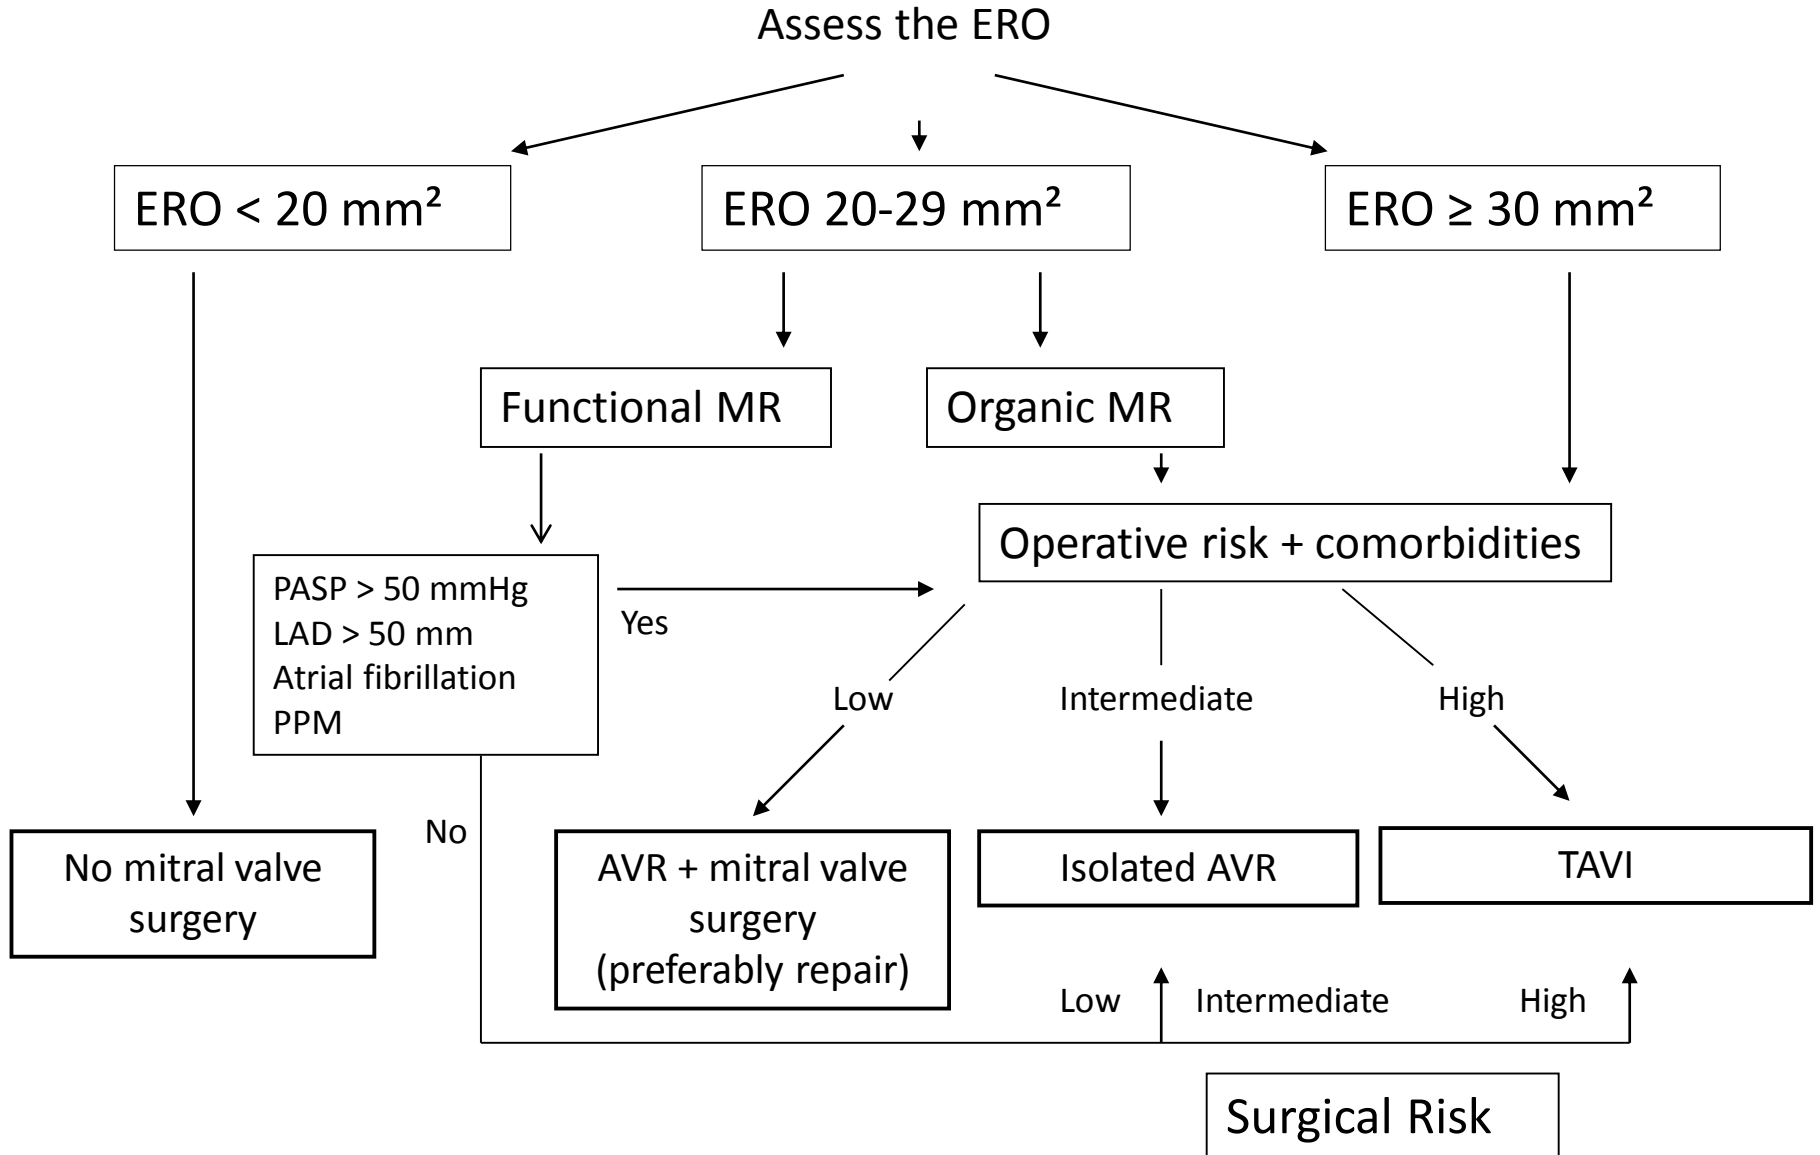 Assess the ERO
ERO < 20 mm²
ERO 20-29 mm²
ERO ≥ 30 mm²
Functional MR
Organic MR
Operative risk + comorbidities
PASP > 50 mmHg
LAD > 50 mm
Atrial fibrillation
PPM
Yes
Low
Intermediate
High
No
No mitral valve
surgery
AVR + mitral valve
surgery
(preferably repair)
Isolated AVR
TAVI
Low
Intermediate
High
Surgical Risk